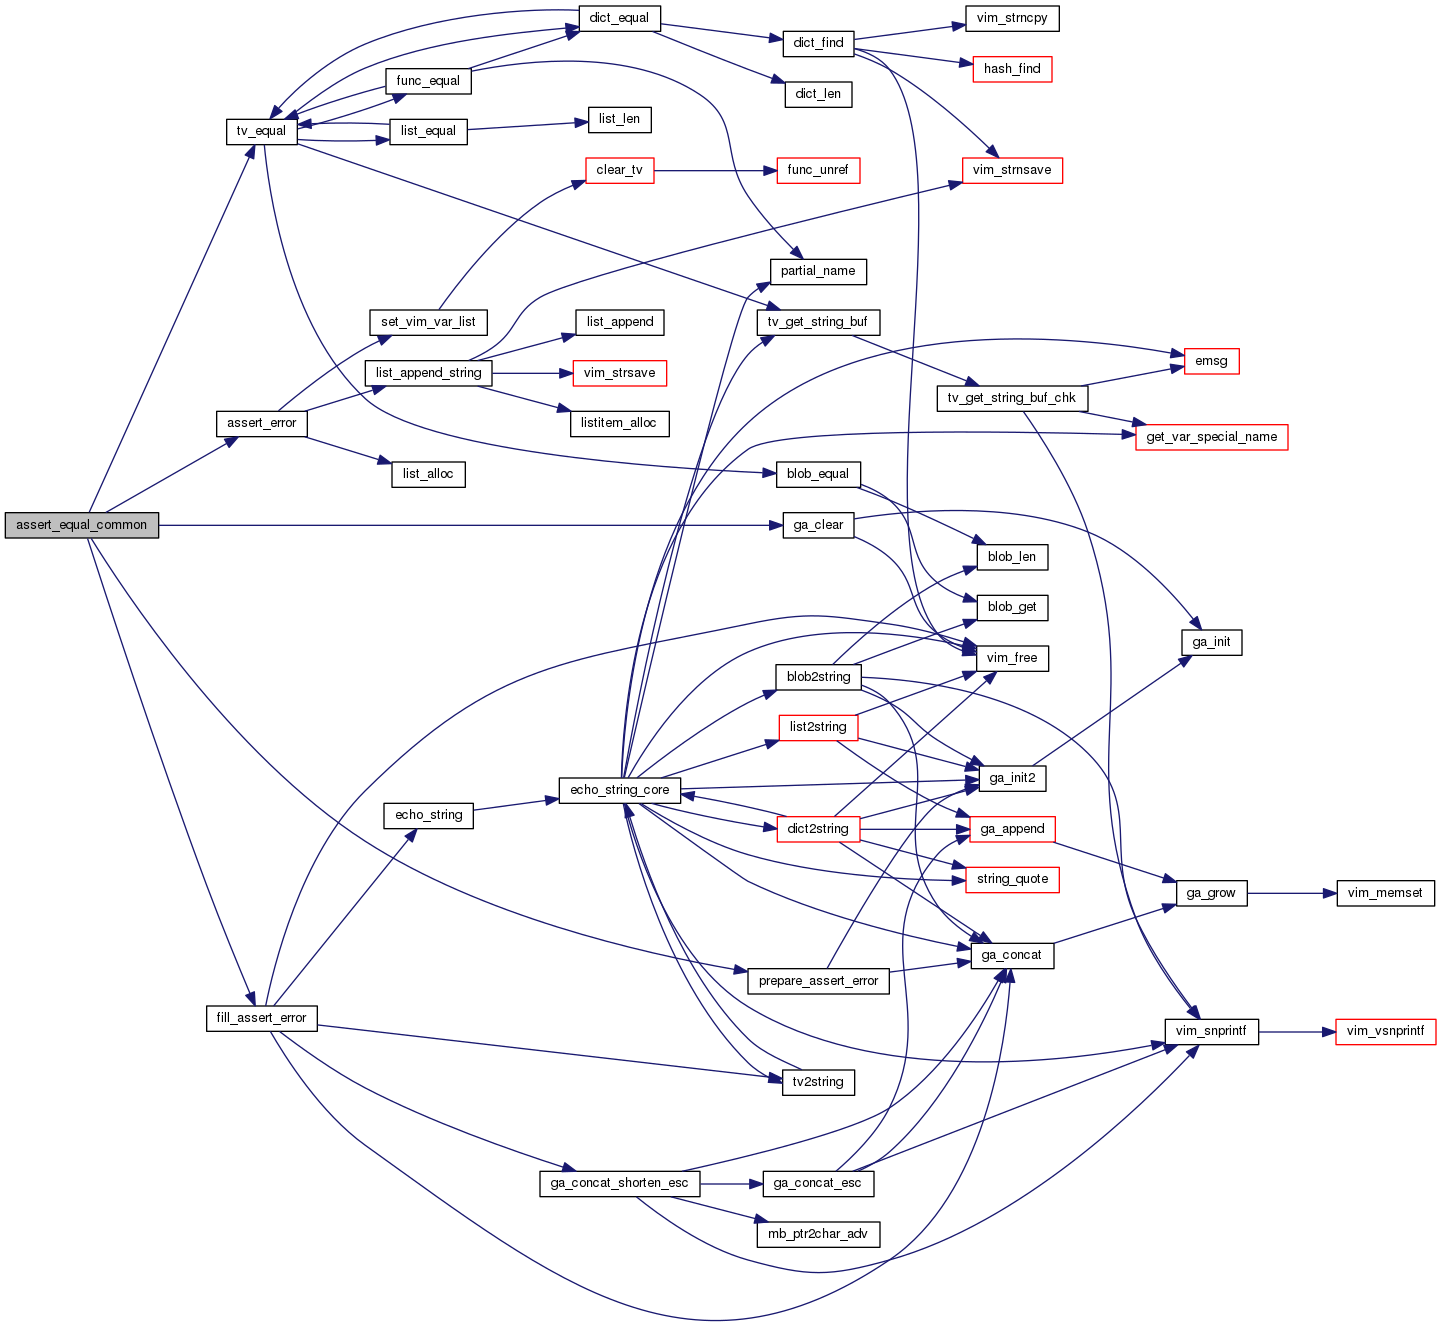 dict_equal
vim_strncpy
dict_find
hash_find
func_equal
dict_len
list_len
tv_equal
list_equal
clear_tv
func_unref
vim_strnsave
partial_name
set_vim_var_list
list_append
tv_get_string_buf
emsg
list_append_string
vim_strsave
tv_get_string_buf_chk
assert_error
listitem_alloc
get_var_special_name
list_alloc
blob_equal
assert_equal_common
ga_clear
blob_len
blob_get
ga_init
vim_free
blob2string
list2string
ga_init2
echo_string_core
echo_string
dict2string
ga_append
string_quote
ga_grow
vim_memset
ga_concat
prepare_assert_error
fill_assert_error
vim_snprintf
vim_vsnprintf
tv2string
ga_concat_shorten_esc
ga_concat_esc
mb_ptr2char_adv